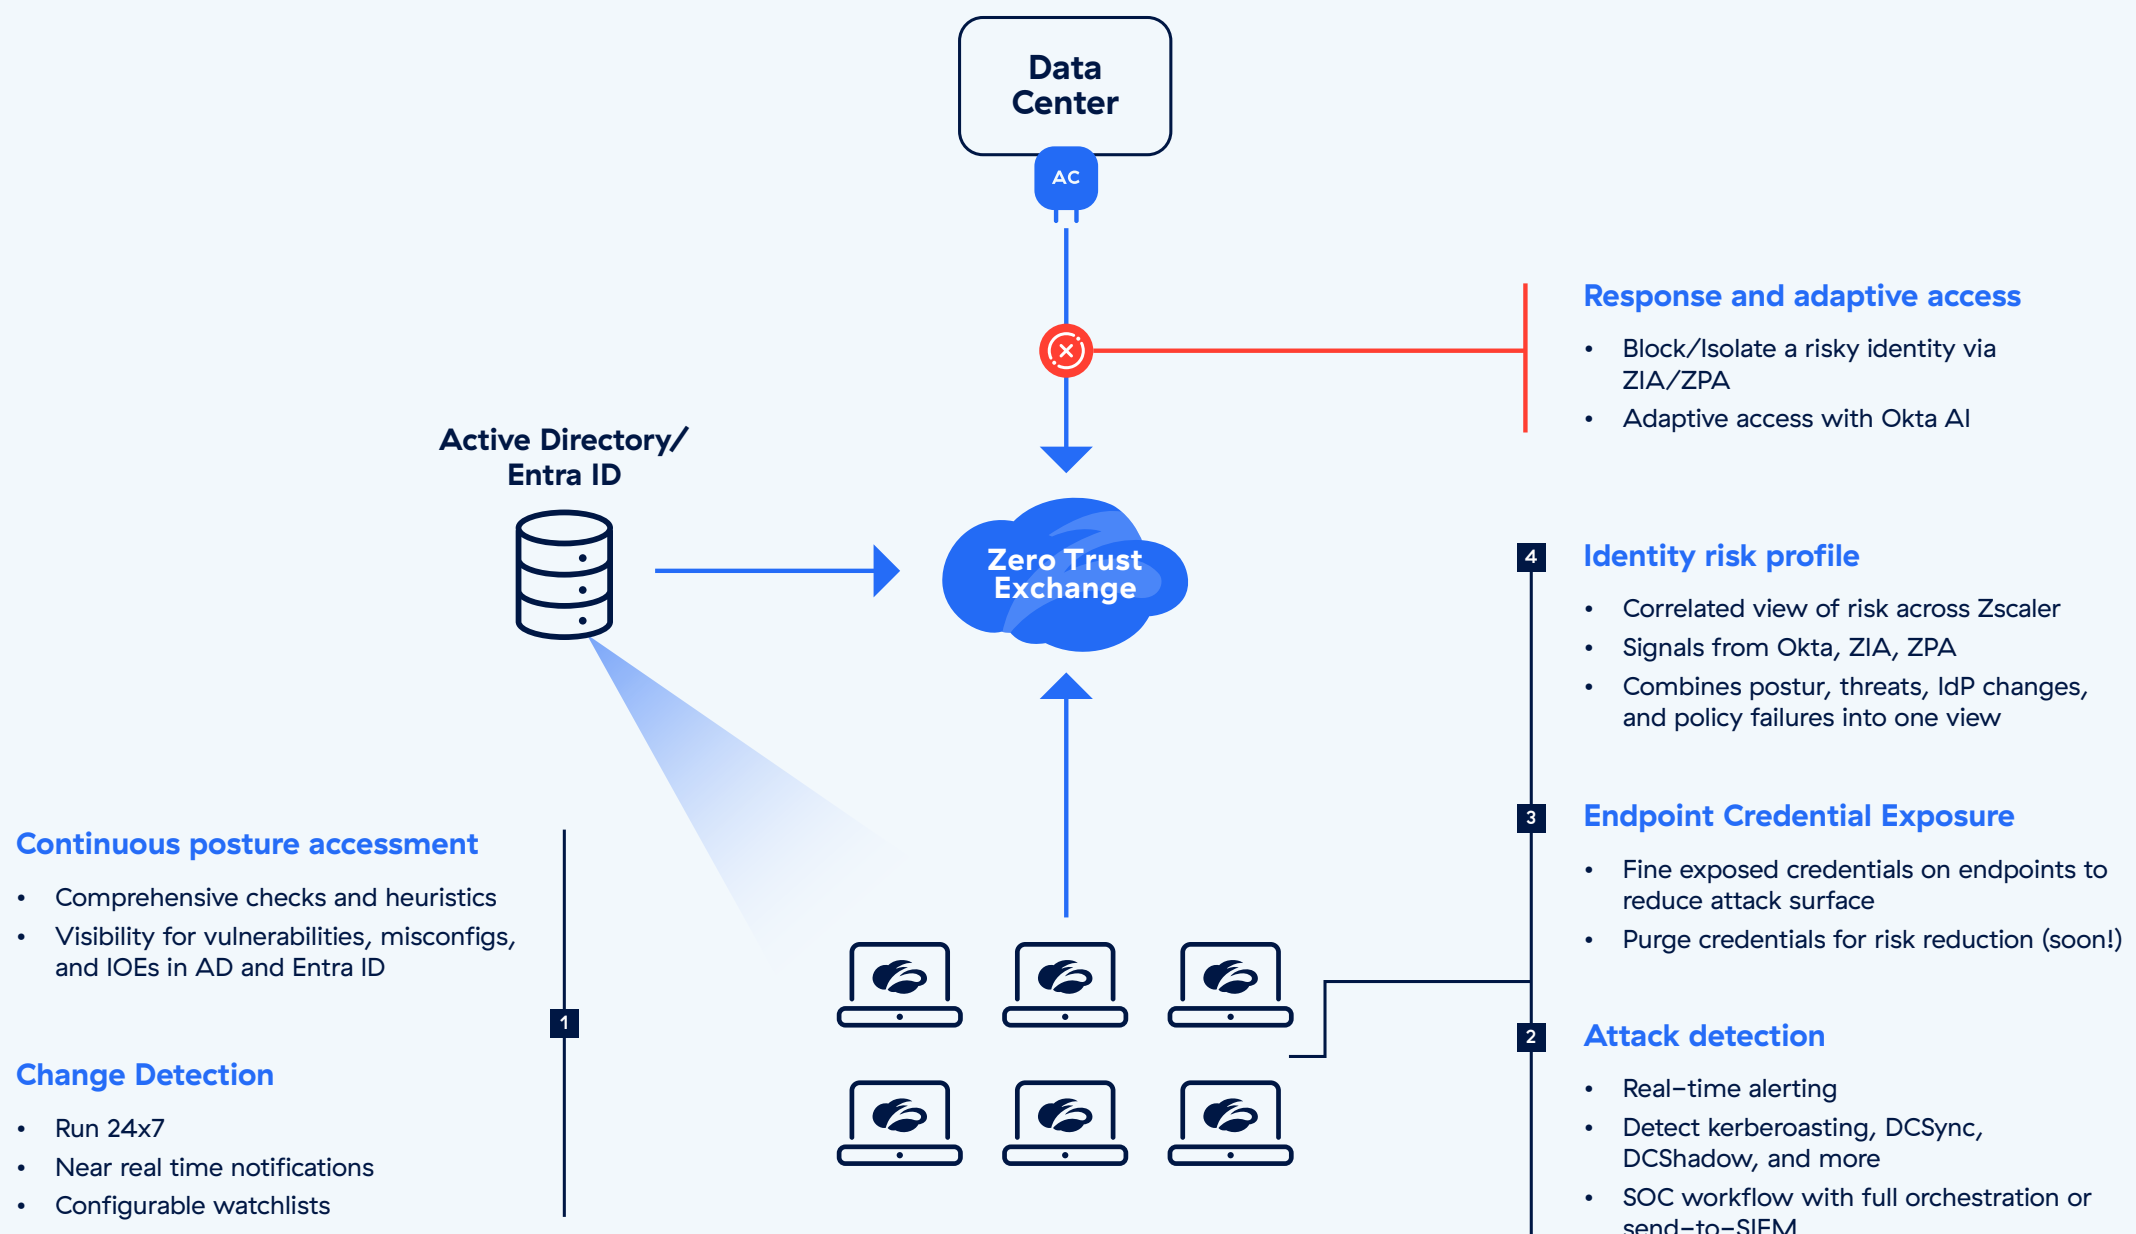 Data
Center
AC
Response and adaptive access
• Block/Isolate a risky identity via
ZIA/ZPA
• Adaptive access with Okta AI
Active Directory/
Entra ID
Zero Trust
Exchange
4
Identity risk profile
• Correlated view of risk across Zscaler
• Signals from Okta, ZIA, ZPA
• Combines postur, threats, IdP changes,
and policy failures into one view
3
Endpoint Credential Exposure
• Fine exposed credentials on endpoints to
reduce attack surface
• Purge credentials for risk reduction (soon!)
Continuous posture accessment
• Comprehensive checks and heuristics
• Visibility for vulnerabilities, misconfigs,
and IOEs in AD and Entra ID
1
Change Detection
• Run 24x7
• Near real time notifications
• Configurable watchlists
2
Attack detection
• Real-time alerting
• Detect kerberoasting, DCSync,
DCShadow, and more
• SOC workflow with full orchestration or
send-to-SIEM